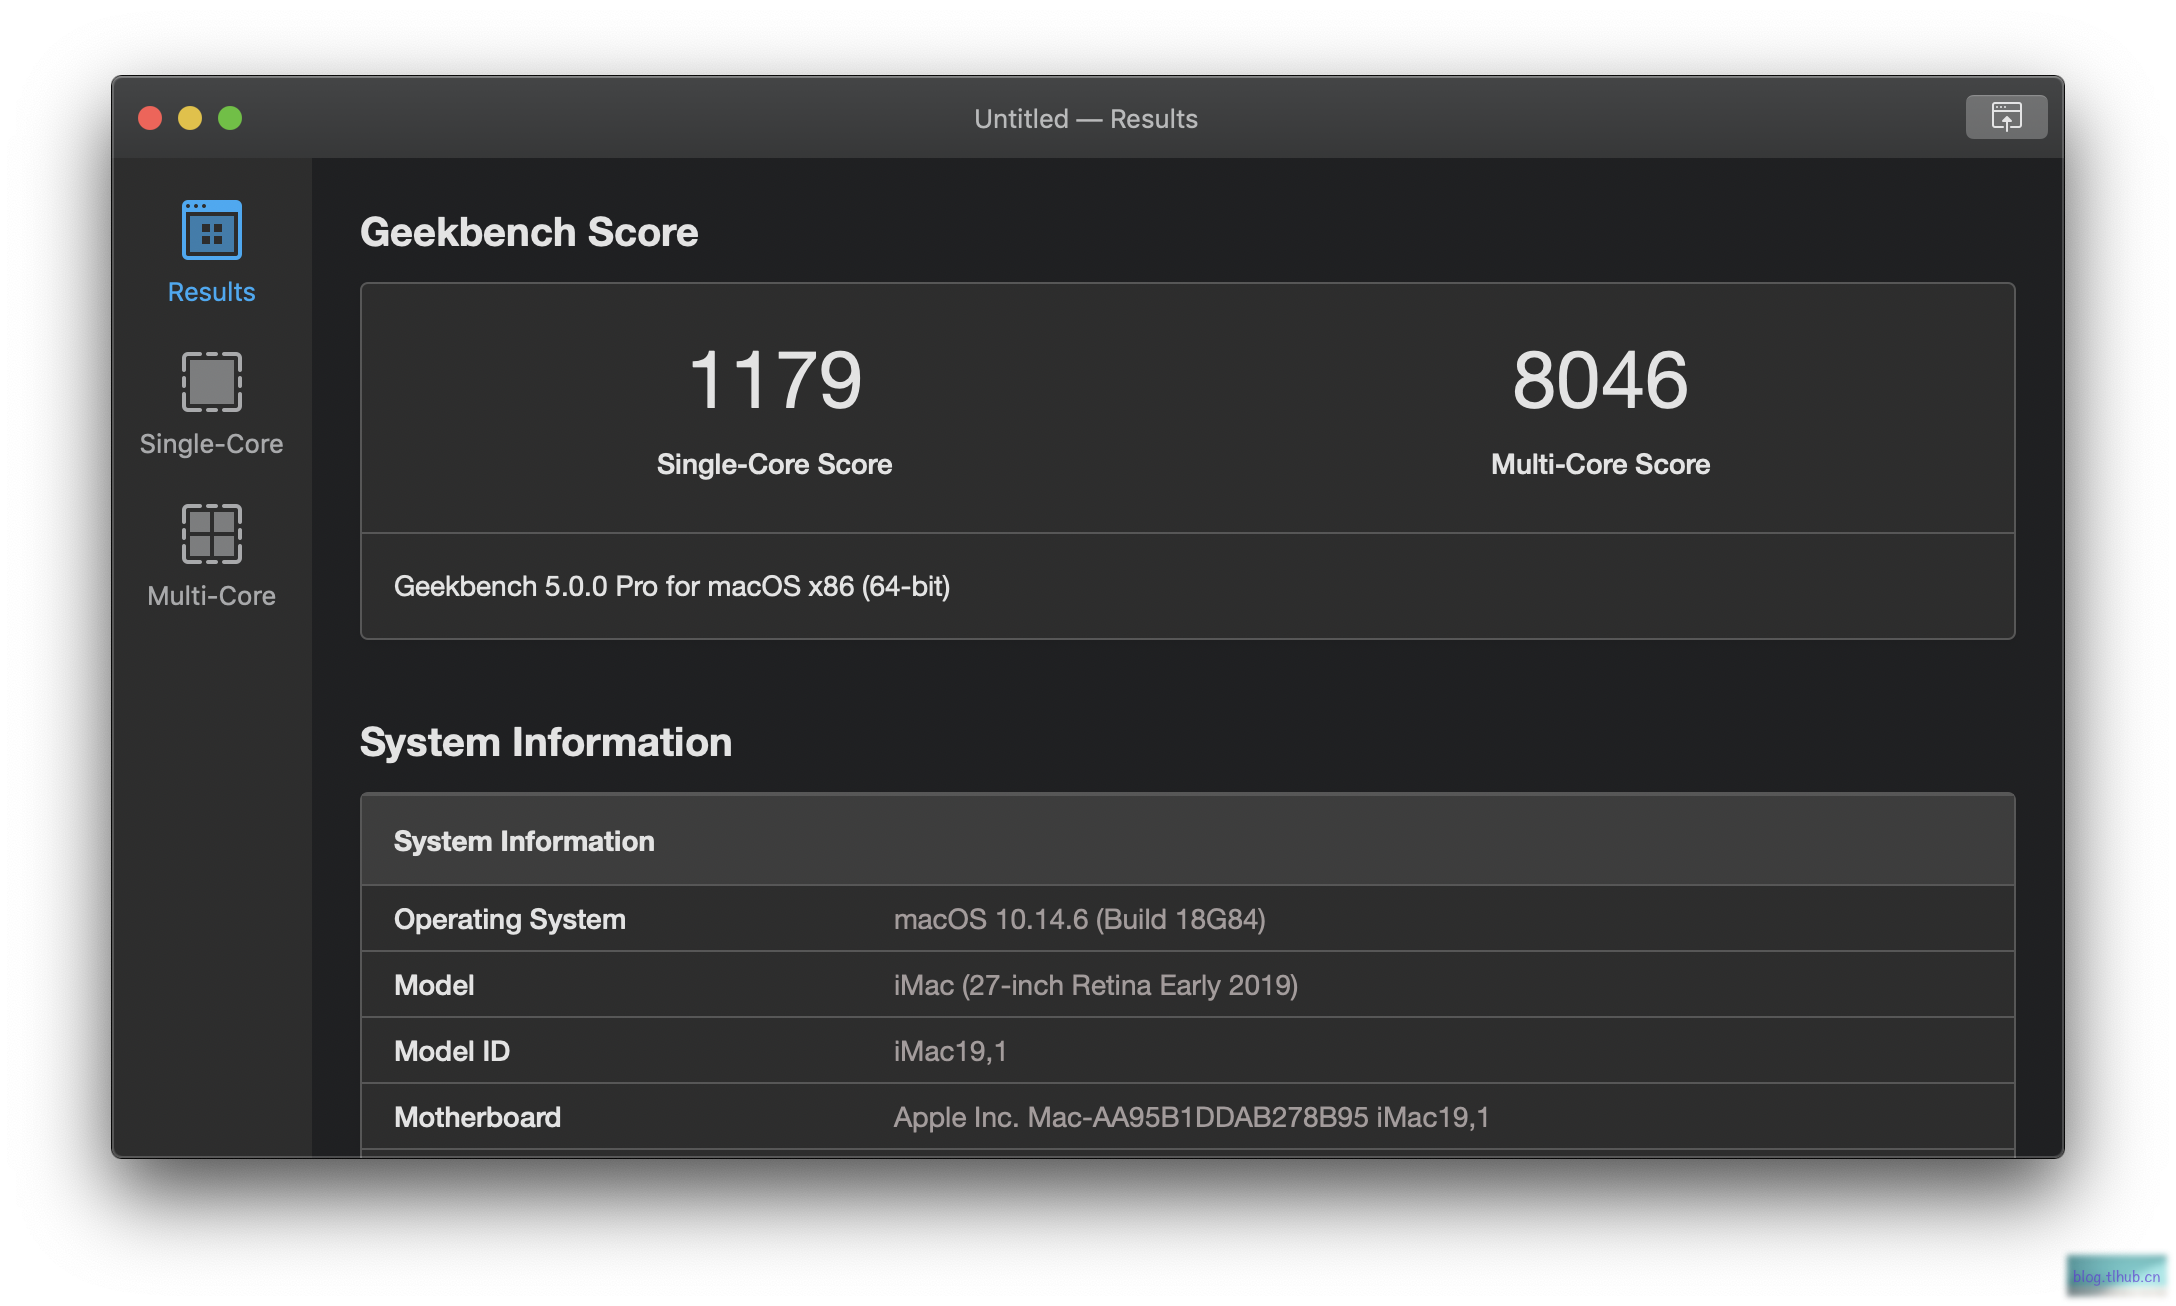 Untitled — Results
Results
Single-Core
Multi-Core
Geekbench Score
1179
8046
Single-Core Score
Multi-Core Score
Geekbench 5.0.0 Pro for macOS x86 (64-bit)
System Information
System Information
Operating System macOS 10.14.6 (Build 18G84)
Model iMac (27-inch Retina Early 2019)
Model ID iMac19,1
Motherboard Apple Inc. Mac-AA95B1DDAB278B95 iMac19,1
blog.tlhub.cn